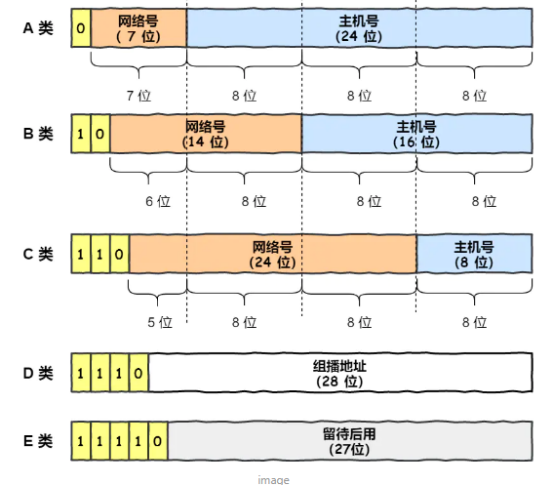 A 类
0
网络号
( 7 位)
主机号
(24 位)
7 位
8 位
8 位
8 位
B 类
1 0
网络号
(14 位)
主机号
(16 位)
6 位
8 位
8 位
8 位
C 类
1 1 0
网络号
(24 位)
主机号
(8 位)
5 位
8 位
8 位
8 位
D 类
1 1 1 0
组播地址
(28 位)
E 类
1 1 1 1 0
留待后用
(27位)
image